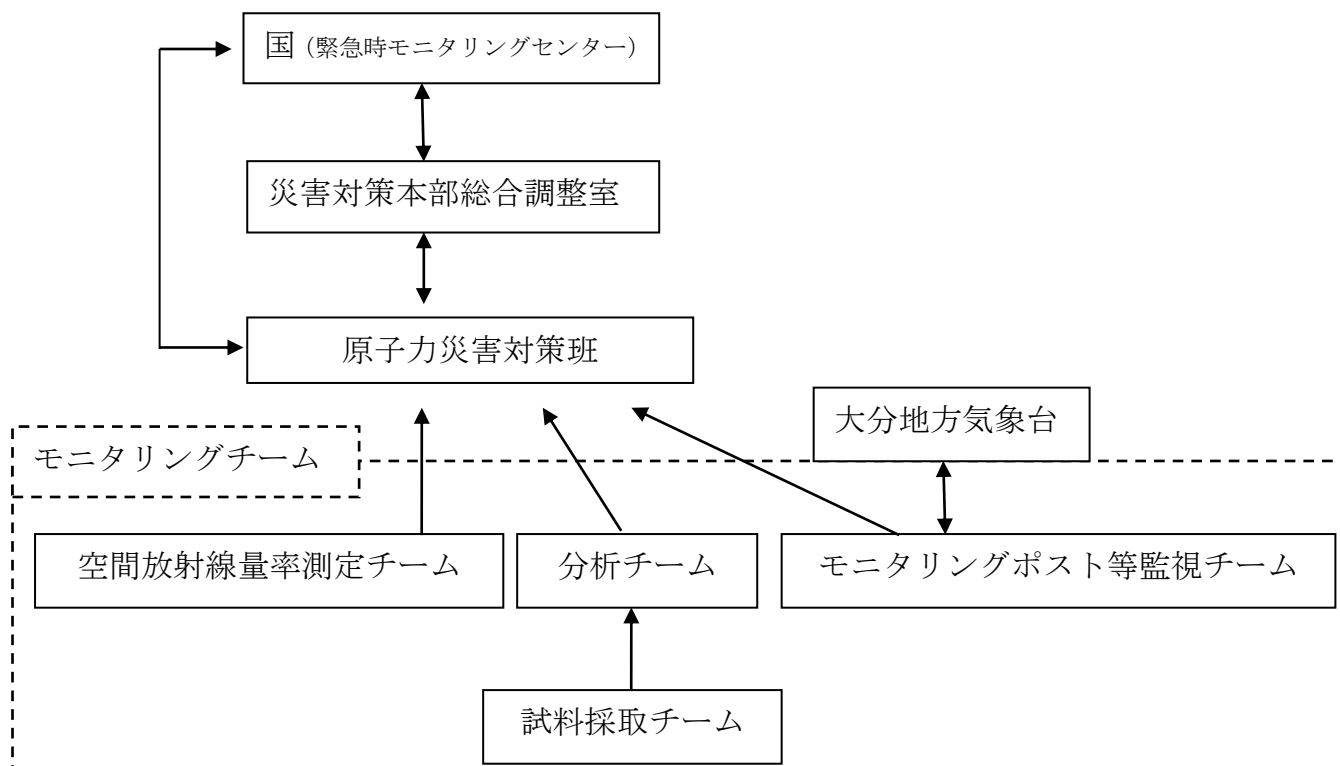 国（緊急時モニタリングセンター）
災害対策本部総合調整室
原子力災害対策班
大分地方気象台
モニタリングチーム
空間放射線量率測定チーム
分析チーム
モニタリングポスト等監視チーム
試料採取チーム